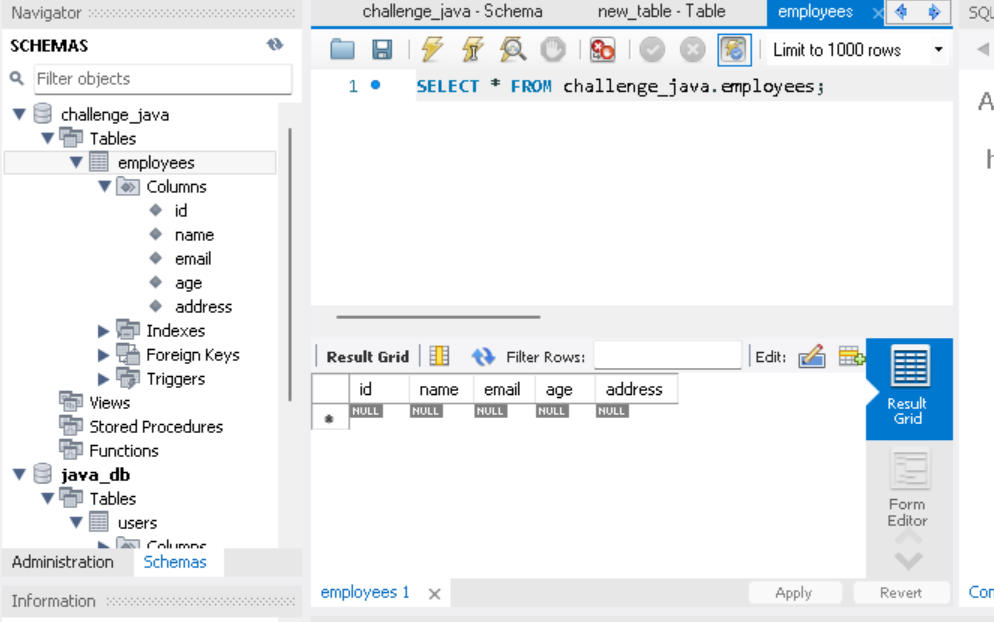 Navigator
SCHEMAS
Filter objects
challenge_java
Tables
employees
Columns
id
name
email
age
address
Indexes
Foreign Keys
Triggers
Views
Stored Procedures
Functions
java_db
Tables
users
Columns
Administration Schemas
Information
challenge_java - Schema new_table - Table employees
Limit to 1000 rows
1 SELECT * FROM challenge_java.employees;
Result Grid Filter Rows: Edit:
id name email age address
NULL NULL NULL NULL NULL
Result
Grid
Form
Editor
employees 1
Apply Revert